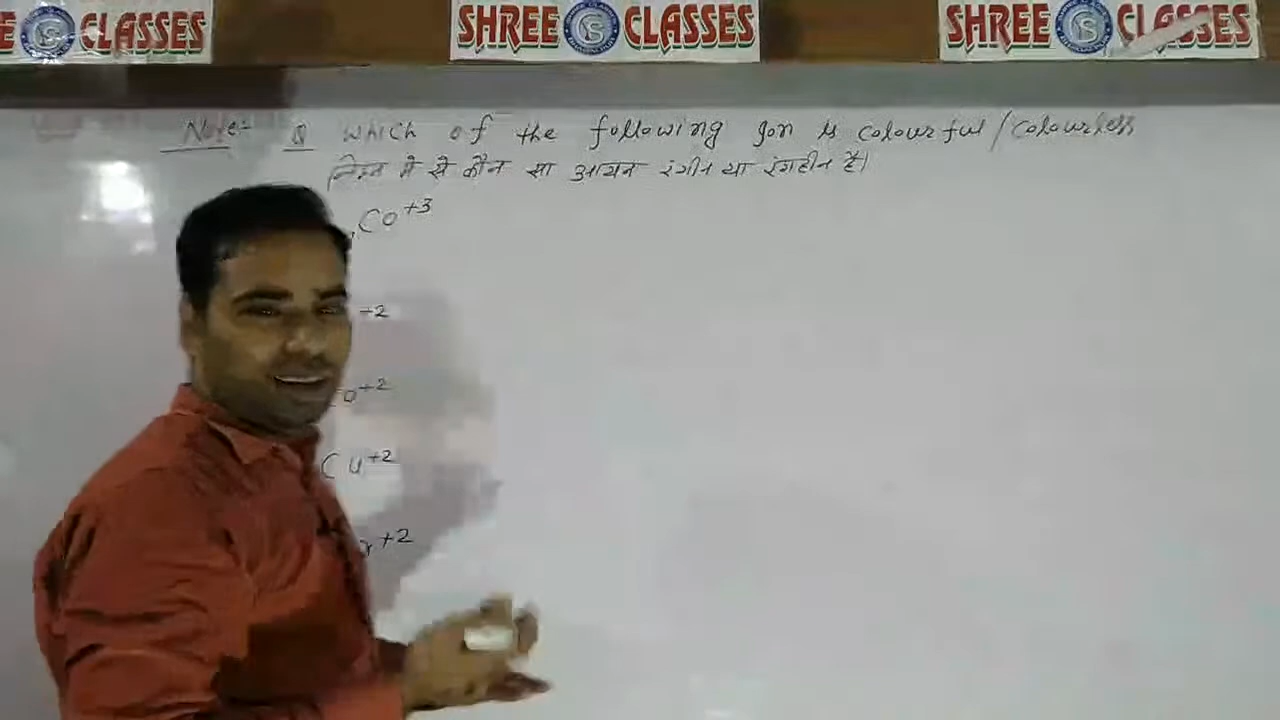 SHREE CLASSES SHREE CLASSES
CLASSES
Note:- Q which of the following Ion is colourful/colourless
निम्न में से कौन सा आयन रंगीन या रंगहीन है।
Co+3
+2
o+2
Cu+2
+2